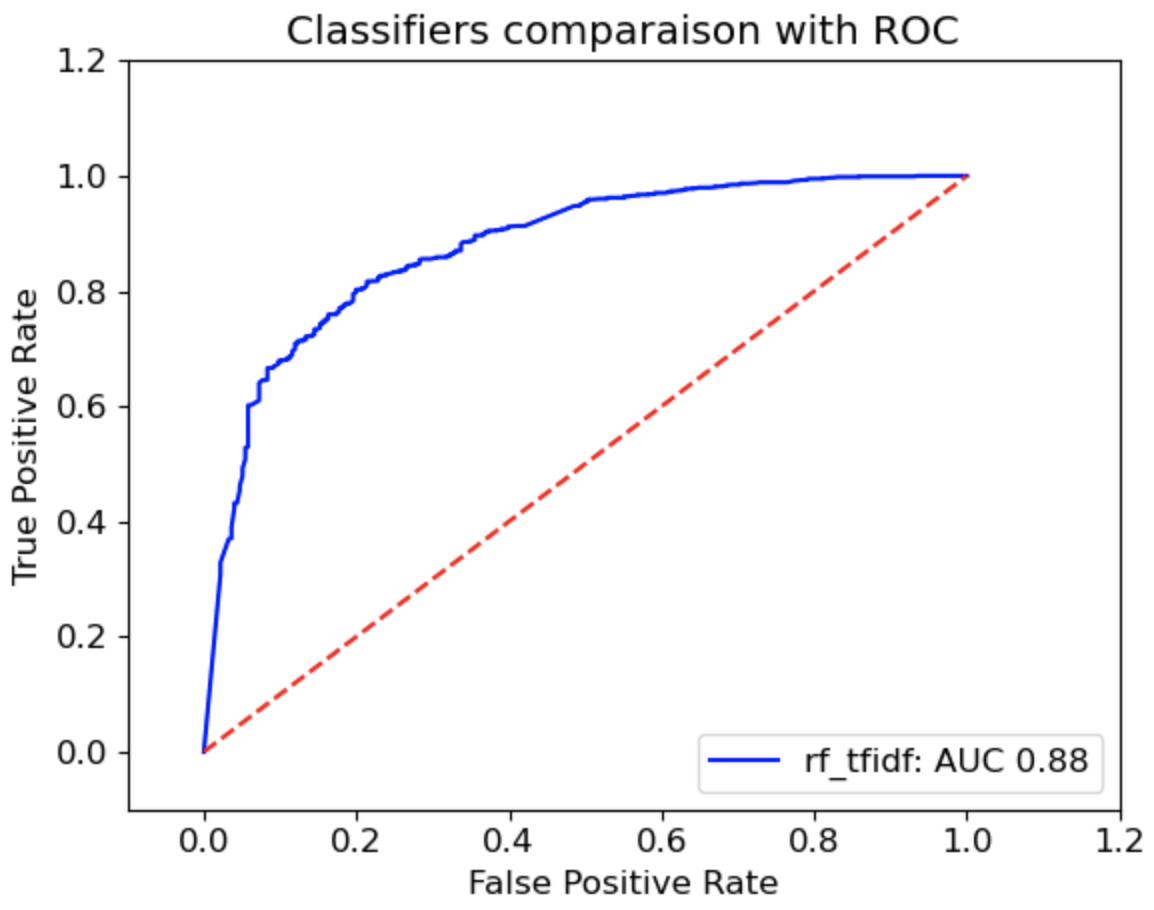 Classifiers comparaison with ROC
1.2
1.0
0.8
0.6
0.4
0.2
0.0
True Positive Rate
rf_tfidf: AUC 0.88
0.0 0.2 0.4 0.6 0.8 1.0 1.2
False Positive Rate